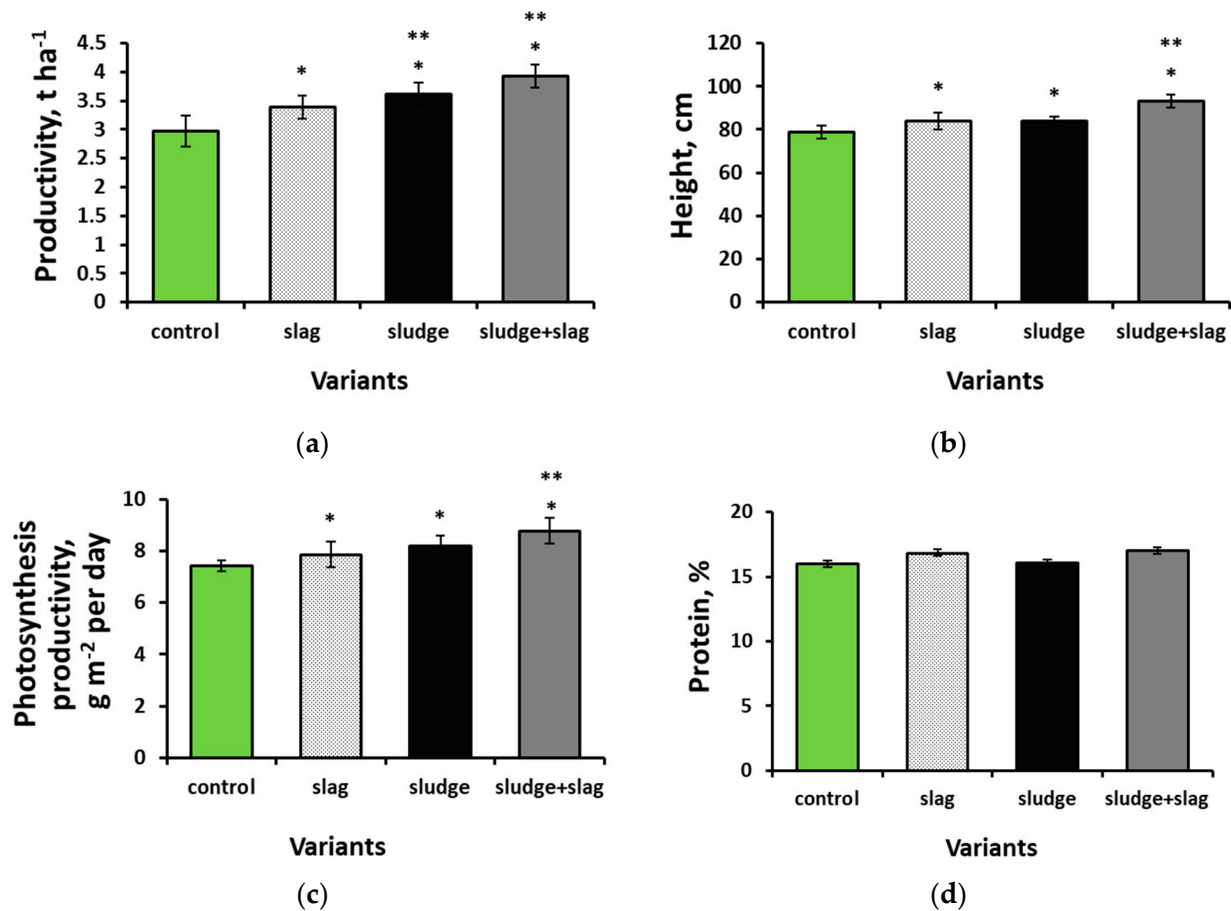 Productivity, t ha⁻¹
4.5
4
3.5
3
2.5
2
1.5
1
0.5
0
*
**
*
**
*
control slag sludge sludge+slag
Variants
(a)
Height, cm
120
100
80
60
40
20
0
*
*
**
*
control slag sludge sludge+slag
Variants
(b)
Photosynthesis
productivity,
g m⁻² per day
10
8
6
4
2
0
*
*
**
*
control slag sludge sludge+slag
Variants
(c)
Protein, %
20
15
10
5
0
control slag sludge sludge+slag
Variants
(d)